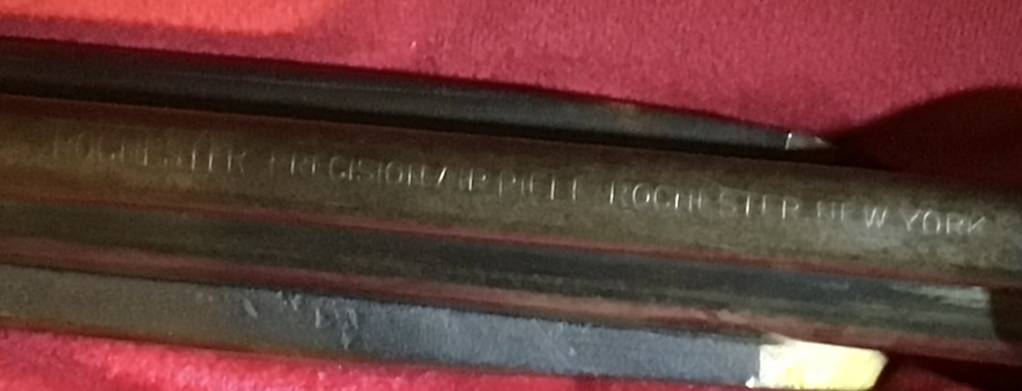 ROCHESTER PRECISION AIR RIFLE ROCHESTER NEW YORK